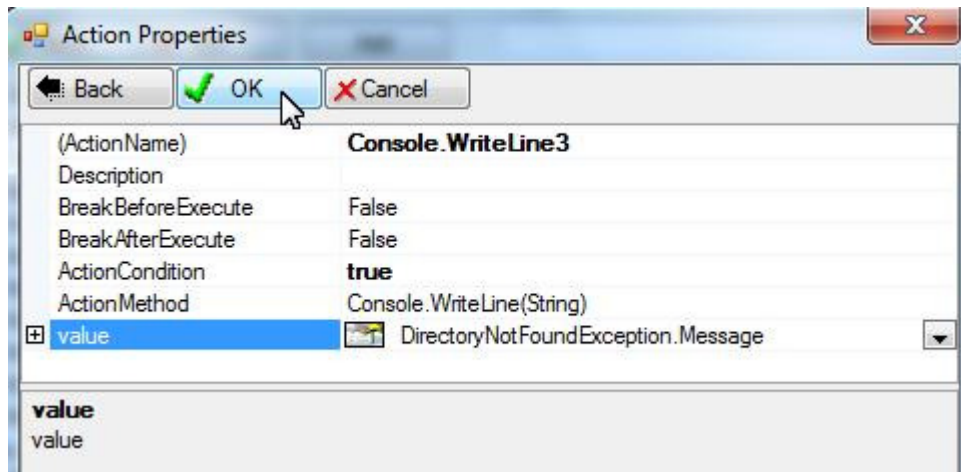 Action Properties
Back OK Cancel
(ActionName) Console.WriteLine3
Description
BreakBeforeExecute False
BreakAfterExecute False
ActionCondition true
ActionMethod Console.WriteLine(String)
value DirectoryNotFoundException.Message
value
value